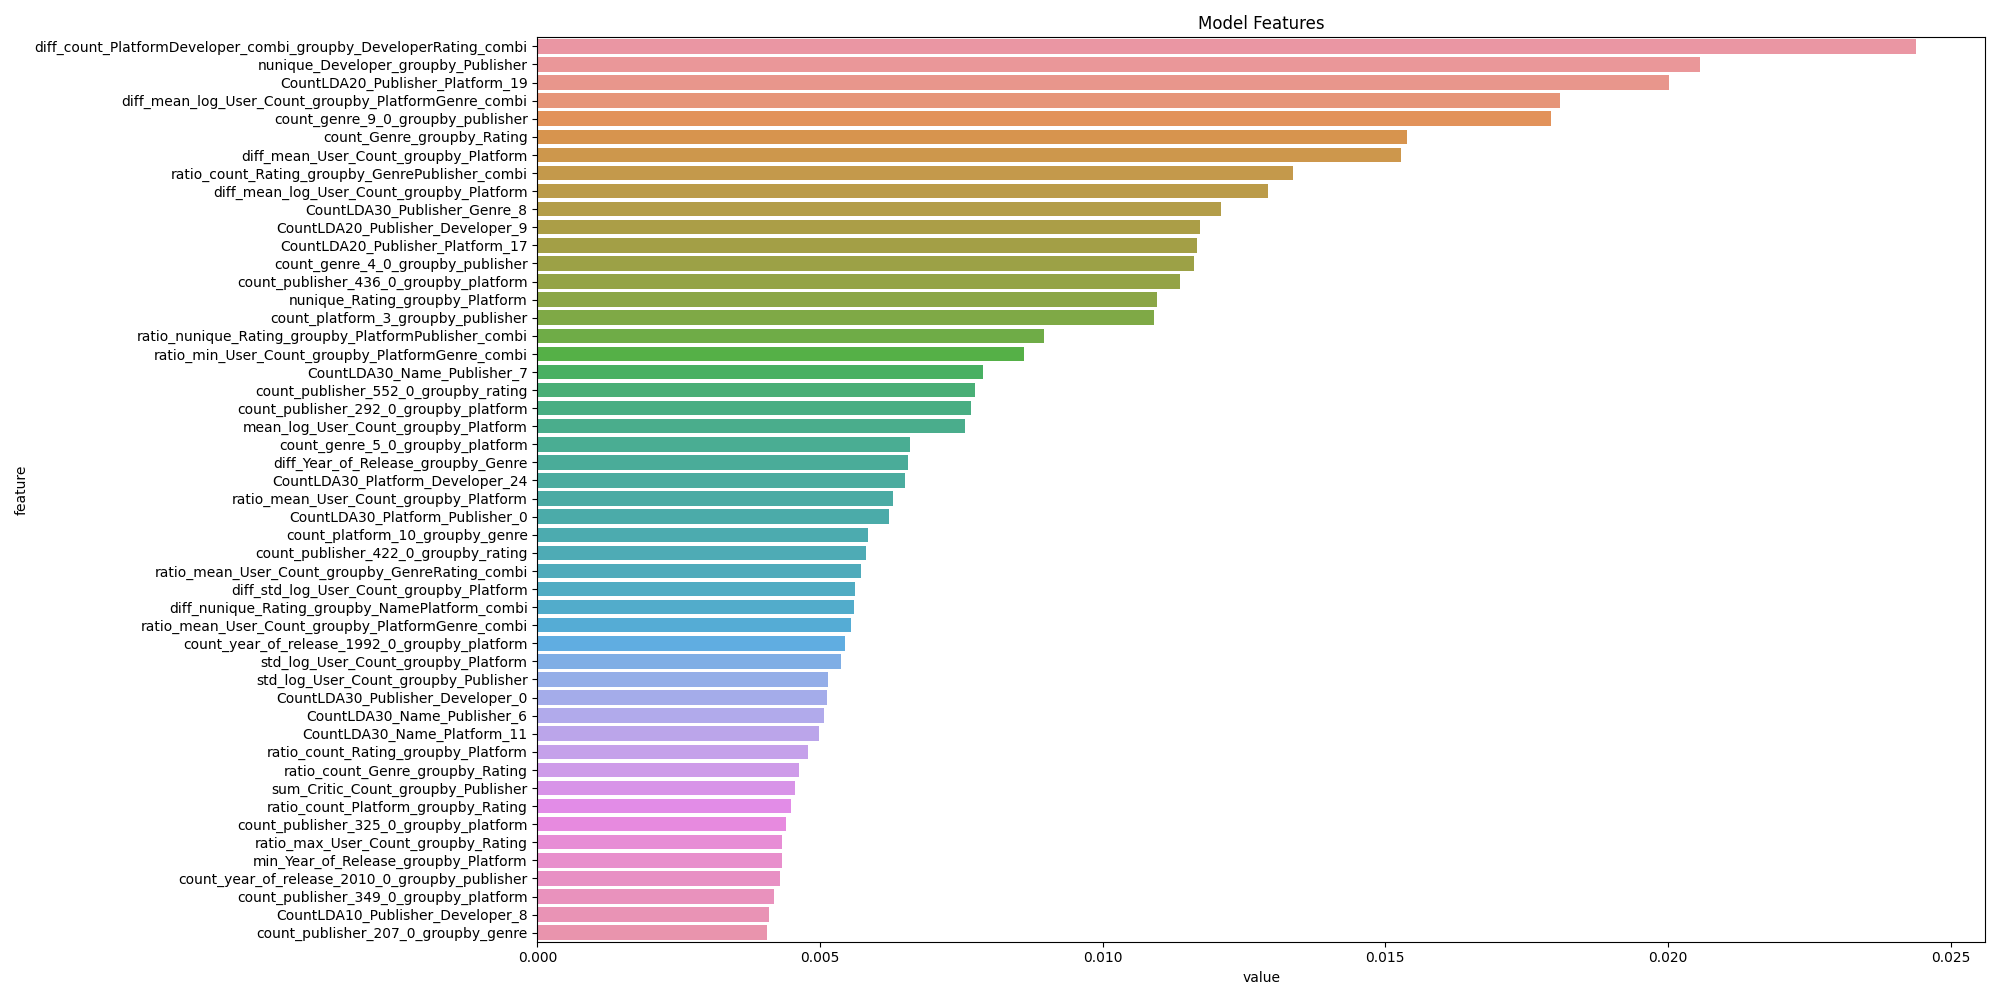 Model Features
diff_count_PlatformDeveloper_combi_groupby_DeveloperRating_combi
nunique_Developer_groupby_Publisher
CountLDA20_Publisher_Platform_19
diff_mean_log_User_Count_groupby_PlatformGenre_combi
count_genre_9_0_groupby_publisher
count_Genre_groupby_Rating
diff_mean_User_Count_groupby_Platform
ratio_count_Rating_groupby_GenrePublisher_combi
diff_mean_log_User_Count_groupby_Platform
CountLDA30_Publisher_Genre_8
CountLDA20_Publisher_Developer_9
CountLDA20_Publisher_Platform_17
count_genre_4_0_groupby_publisher
count_publisher_436_0_groupby_platform
nunique_Rating_groupby_Platform
count_platform_3_groupby_publisher
ratio_nunique_Rating_groupby_PlatformPublisher_combi
ratio_min_User_Count_groupby_PlatformGenre_combi
CountLDA30_Name_Publisher_7
count_publisher_552_0_groupby_rating
count_publisher_292_0_groupby_platform
mean_log_User_Count_groupby_Platform
count_genre_5_0_groupby_platform
diff_Year_of_Release_groupby_Genre
CountLDA30_Platform_Developer_24
ratio_mean_User_Count_groupby_Platform
CountLDA30_Platform_Publisher_0
count_platform_10_groupby_genre
count_publisher_422_0_groupby_rating
ratio_mean_User_Count_groupby_GenreRating_combi
diff_std_log_User_Count_groupby_Platform
diff_nunique_Rating_groupby_NamePlatform_combi
ratio_mean_User_Count_groupby_PlatformGenre_combi
count_year_of_release_1992_0_groupby_platform
std_log_User_Count_groupby_Platform
std_log_User_Count_groupby_Publisher
CountLDA30_Publisher_Developer_0
CountLDA30_Name_Publisher_6
CountLDA30_Name_Platform_11
ratio_count_Rating_groupby_Platform
ratio_count_Genre_groupby_Rating
sum_Critic_Count_groupby_Publisher
ratio_count_Platform_groupby_Rating
count_publisher_325_0_groupby_platform
ratio_max_User_Count_groupby_Rating
min_Year_of_Release_groupby_Platform
count_year_of_release_2010_0_groupby_publisher
count_publisher_349_0_groupby_platform
CountLDA10_Publisher_Developer_8
count_publisher_207_0_groupby_genre
feature
0.000 0.005 0.010 0.015 0.020 0.025
value